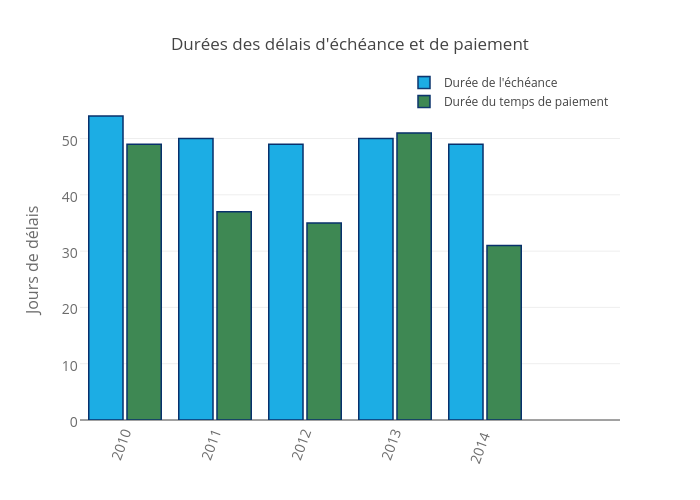 Durées des délais d'échéance et de paiement
Durée de l'échéance
Durée du temps de paiement
Jours de délais
50
40
30
20
10
0
2010
2011
2012
2013
2014